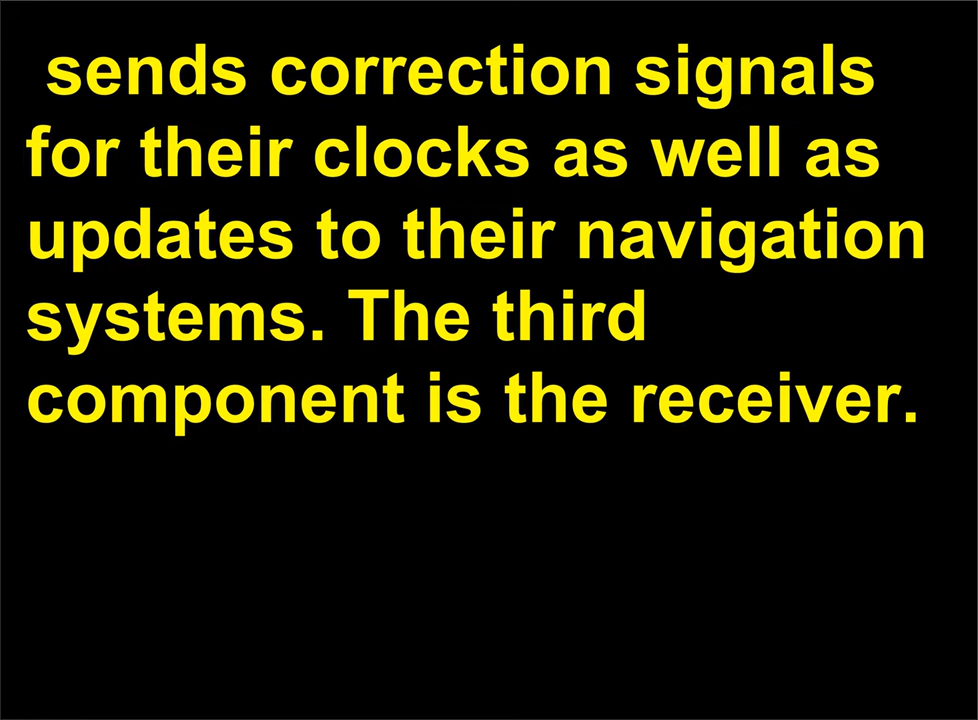 sends correction signals
for their clocks as well as
updates to their navigation
systems. The third
component is the receiver.